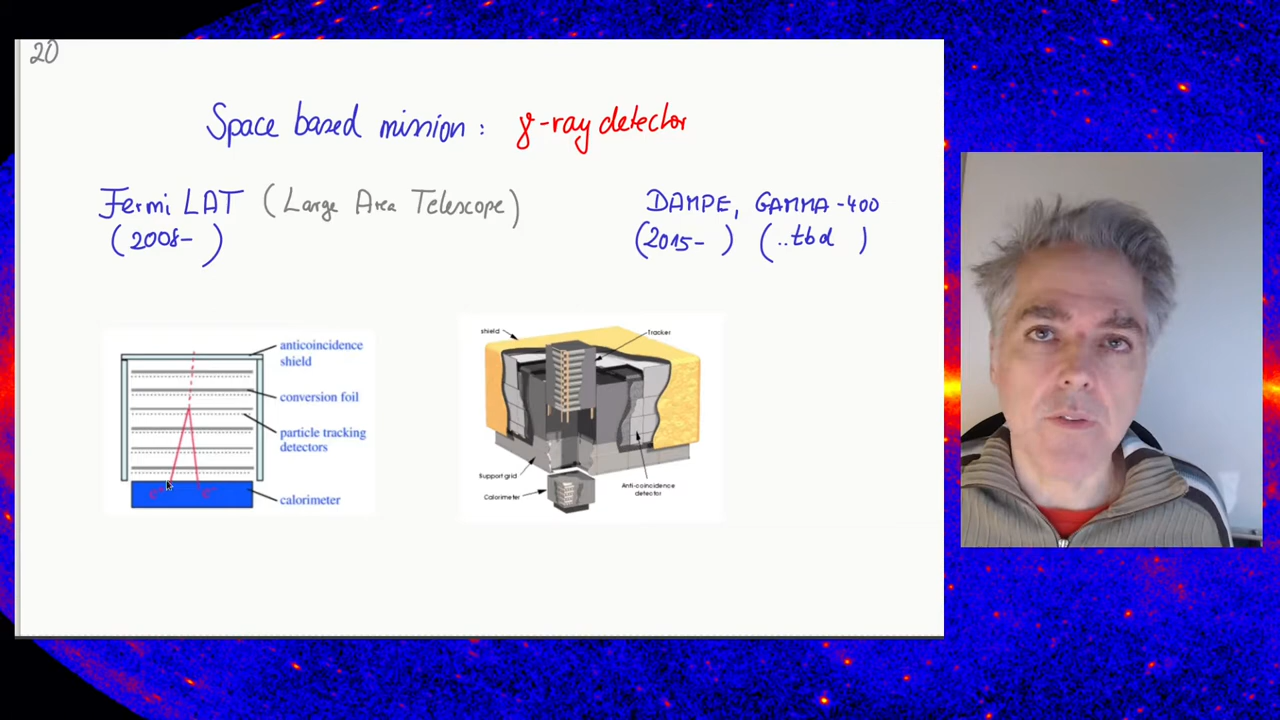 20
Space based mission: γ-ray detector
Fermi LAT (Large Area Telescope)
(2008- )
DAMPE, GAMMA-400
(2015- ) (..tbd )
anticoincidence
shield
conversion foil
particle tracking
detectors
calorimeter
e+ e-
shield
Tracker
Support grid
Calorimeter
Anti-coincidence
detector